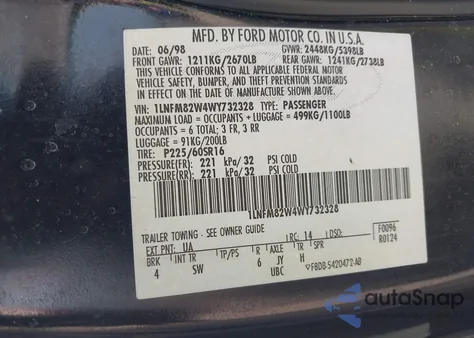 MFD. BY FORD MOTOR CO. IN U.S.A.
DATE: 06/98 GVWR: 2448KG/5398LB
FRONT GAWR: 1211KG/2670LB REAR GAWR: 1241KG/2738LB
THIS VEHICLE CONFORMS TO ALL APPLICABLE FEDERAL MOTOR
VEHICLE SAFETY, BUMPER, AND THEFT PREVENTION STANDARDS
IN EFFECT ON THE DATE OF MANUFACTURE SHOWN ABOVE.
VIN: 1LNFM82W4WY732328 TYPE: PASSENGER
MAXIMUM LOAD = OCCUPANTS + LUGGAGE = 499KG/1100LB
OCCUPANTS = 6 TOTAL; 3 FR, 3 RR
LUGGAGE = 91KG/200LB
TIRE: P225/60SR16
PRESSURE(FR) = 221 kPa/32 PSI COLD
PRESSURE(RR) = 221 kPa/32 PSI COLD
1LNFM82W4WY732328
TRAILER TOWING - SEE OWNER GUIDE
EXT PNT: UA RC: 14 DSO: F0096
BRK INT TR TP/PS R AXLE TR SPR R0124
4 SW 6 JY H
UBC F8DB-5420472-AB
autoSnap